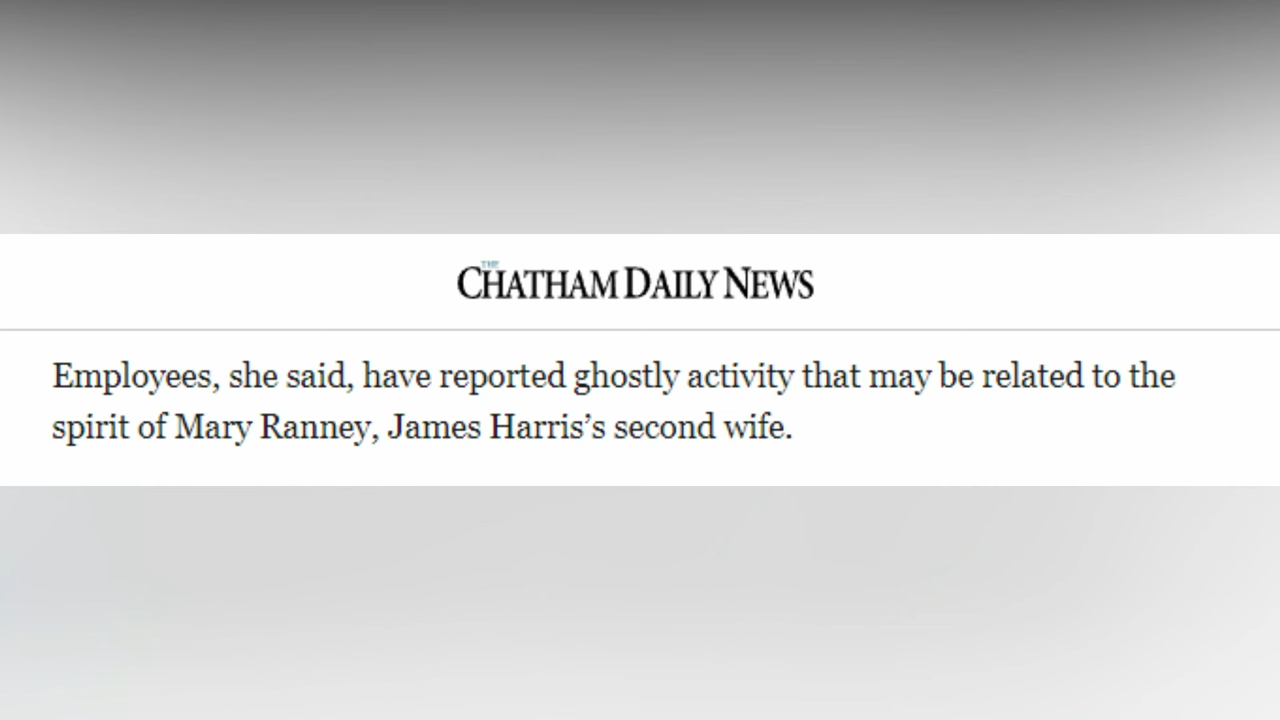 THE
CHATHAM DAILY NEWS
Employees, she said, have reported ghostly activity that may be related to the
spirit of Mary Ranney, James Harris’s second wife.